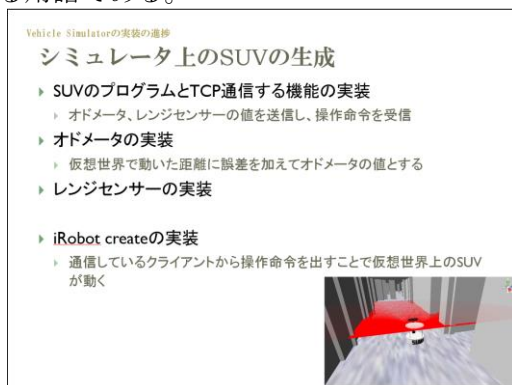 る用語である。
Vehicle Simulatorの実装の進捗
シミュレータ上のSUVの生成
SUVのプログラムとTCP通信する機能の実装
オドメータ、レンジセンサーの値を送信し、操作命令を受信
オドメータの実装
仮想世界で動いた距離に誤差を加えてオドメータの値とする
レンジセンサーの実装
iRobot createの実装
通信しているクライアントから操作命令を出すことで仮想世界上のSUV
が動く